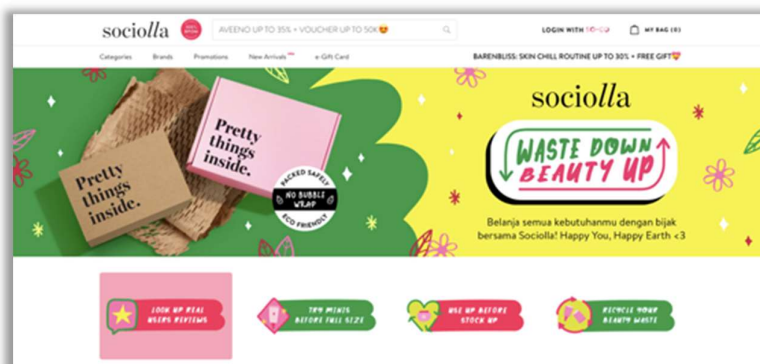 sociolla
AVEENO UP TO 35% + VOUCHER UP TO 50K😍
LOGIN WITH
MY BAG (0)
Categories
Brands
Promotions
New Arrivals
e-Gift Card
BARENBLISS: SKIN CHILL ROUTINE UP TO 30% + FREE GIFT💝
Pretty
things
inside.
Pretty
things
inside.
PACKED SAFELY
NO BUBBLE
WRAP
ECO FRIENDLY
sociolla
WASTE DOWN
BEAUTY UP
Belanja semua kebutuhanmu dengan bijak
bersama Sociolla! Happy You, Happy Earth <3
LOOK UP REAL
USERS REVIEWS
TRY MINIS
BEFORE FULL SIZE
USE UP BEFORE
STOCK UP
RECYCLE YOUR
BEAUTY WASTE